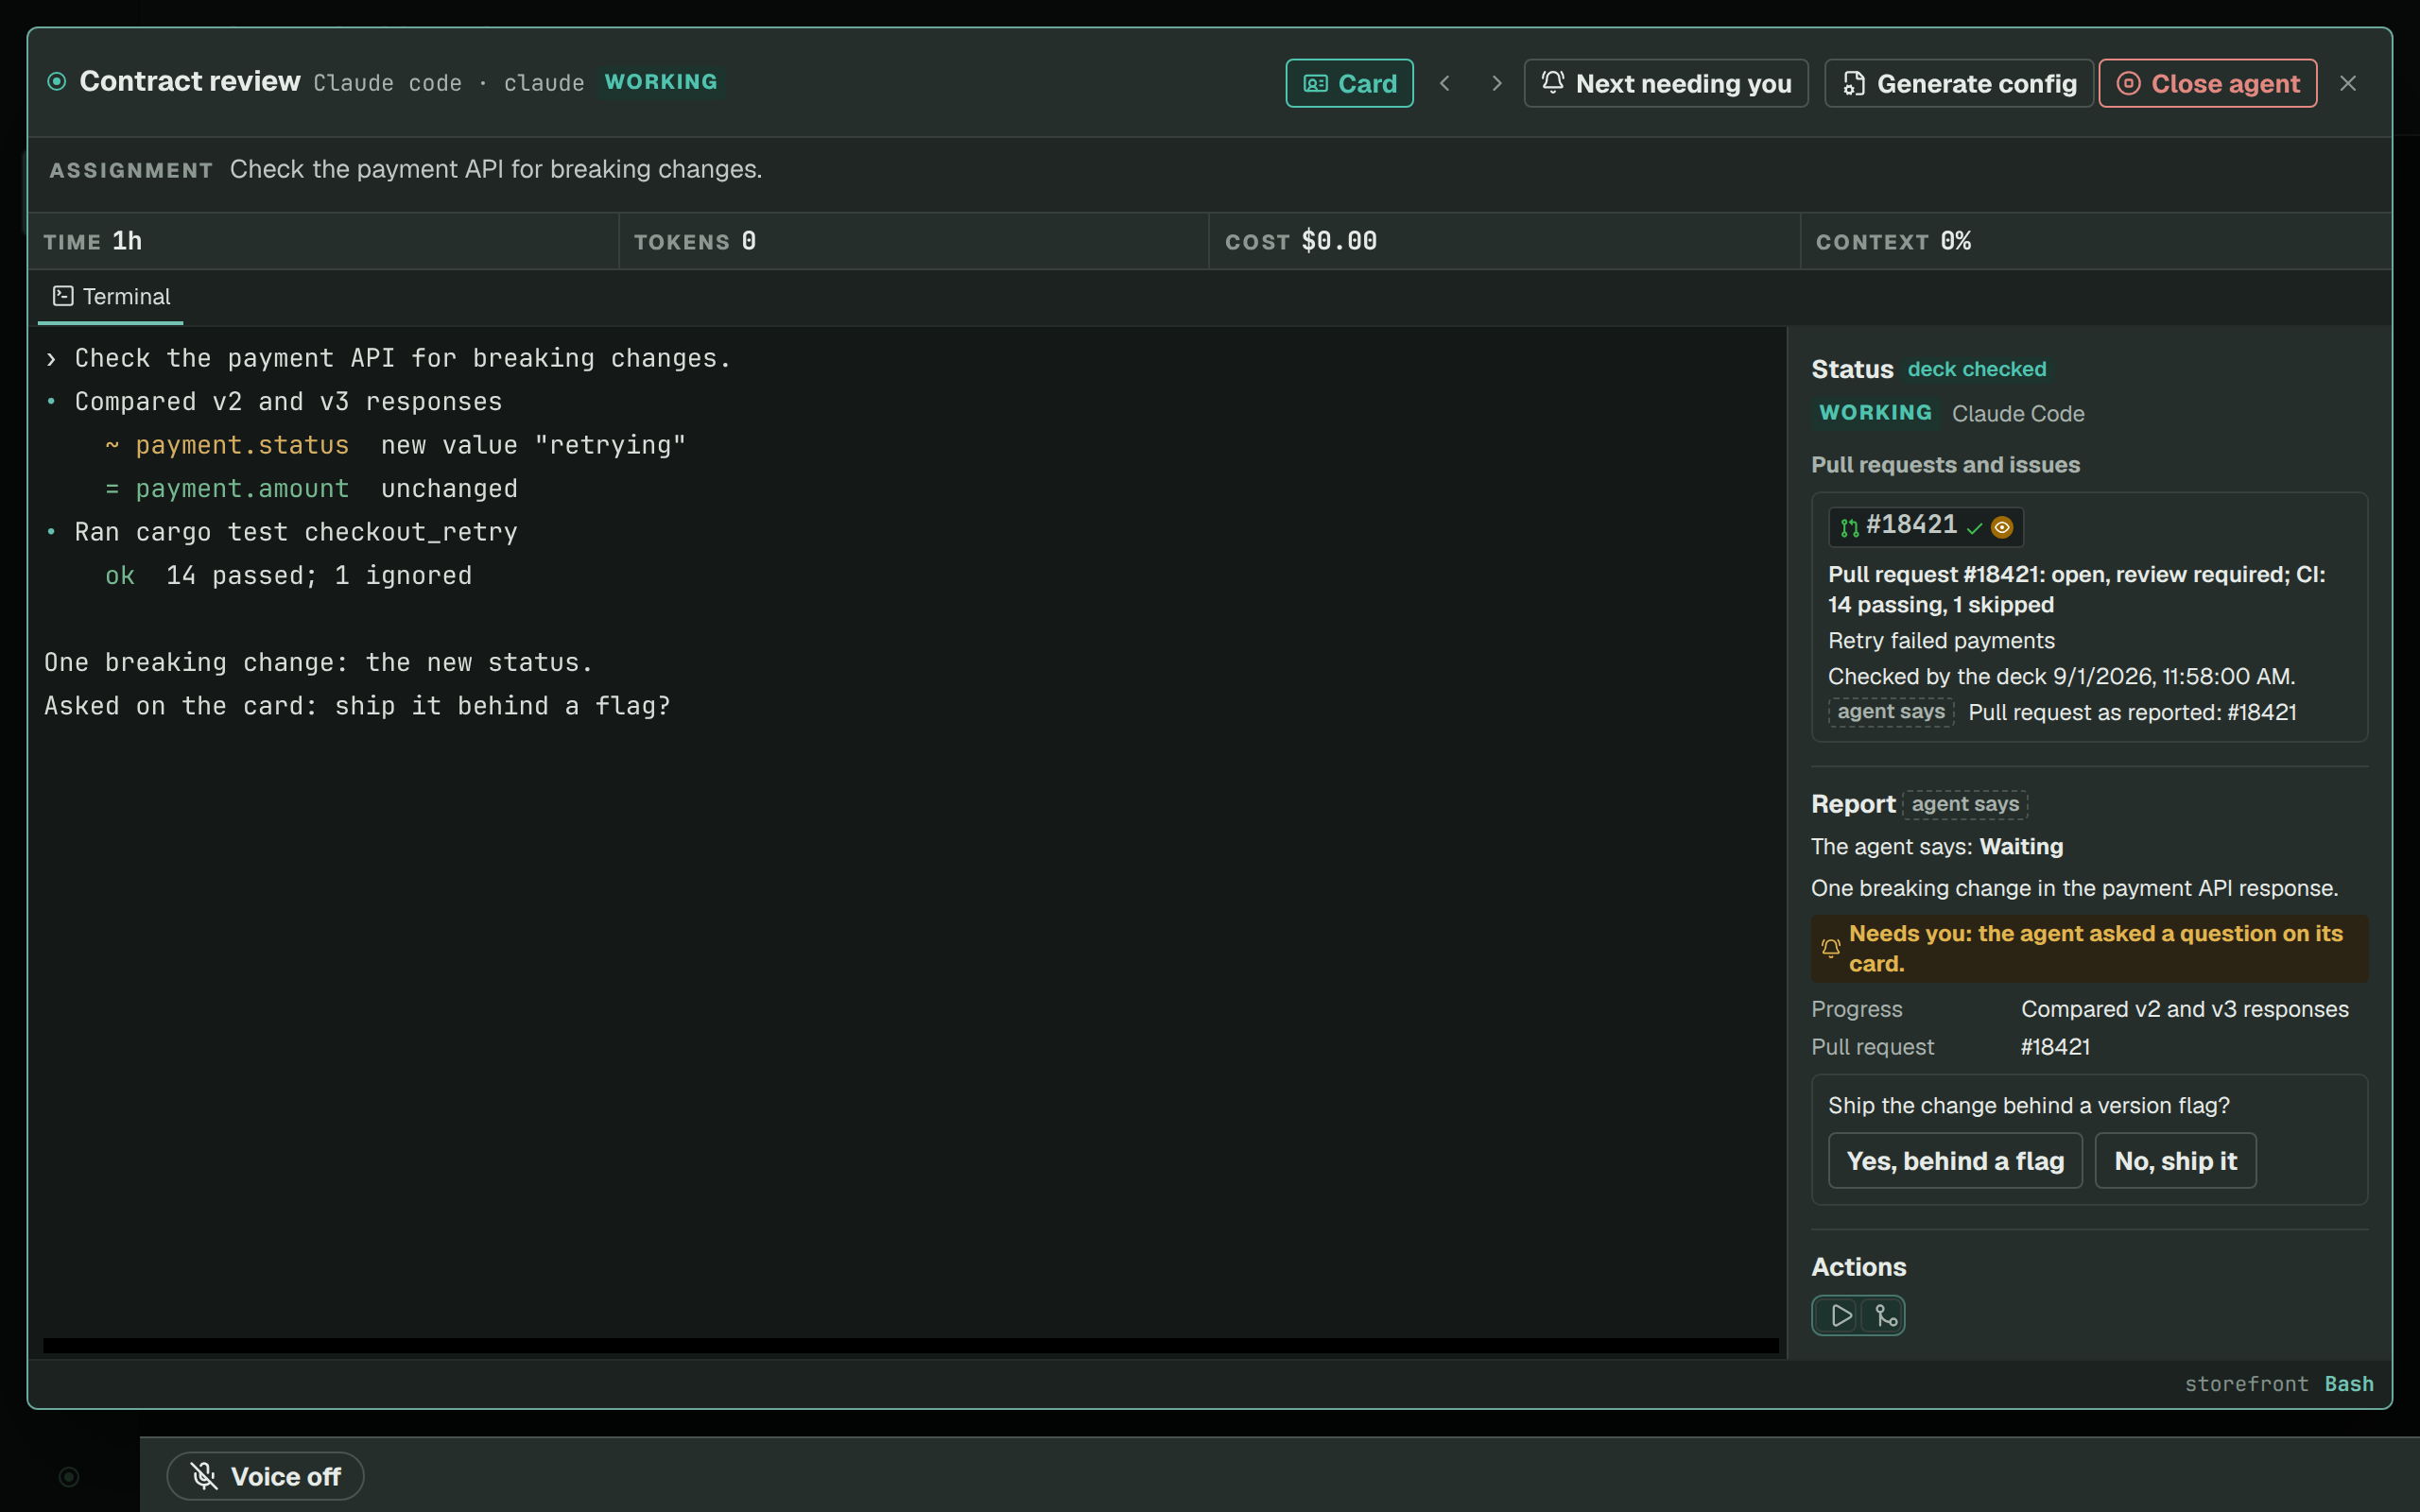 Contract review Claude code · claude WORKING
Card
Next needing you
Generate config
Close agent
ASSIGNMENT Check the payment API for breaking changes.
TIME 1h
TOKENS 0
COST $0.00
CONTEXT 0%
Terminal
› Check the payment API for breaking changes.
• Compared v2 and v3 responses
~ payment.status new value "retrying"
= payment.amount unchanged
• Ran cargo test checkout_retry
ok 14 passed; 1 ignored
One breaking change: the new status.
Asked on the card: ship it behind a flag?
Status deck checked
WORKING Claude Code
Pull requests and issues
#18421
Pull request #18421: open, review required; CI:
14 passing, 1 skipped
Retry failed payments
Checked by the deck 9/1/2026, 11:58:00 AM.
agent says Pull request as reported: #18421
Report agent says
The agent says: Waiting
One breaking change in the payment API response.
Needs you: the agent asked a question on its
card.
Progress Compared v2 and v3 responses
Pull request #18421
Ship the change behind a version flag?
Yes, behind a flag
No, ship it
Actions
storefront Bash
Voice off